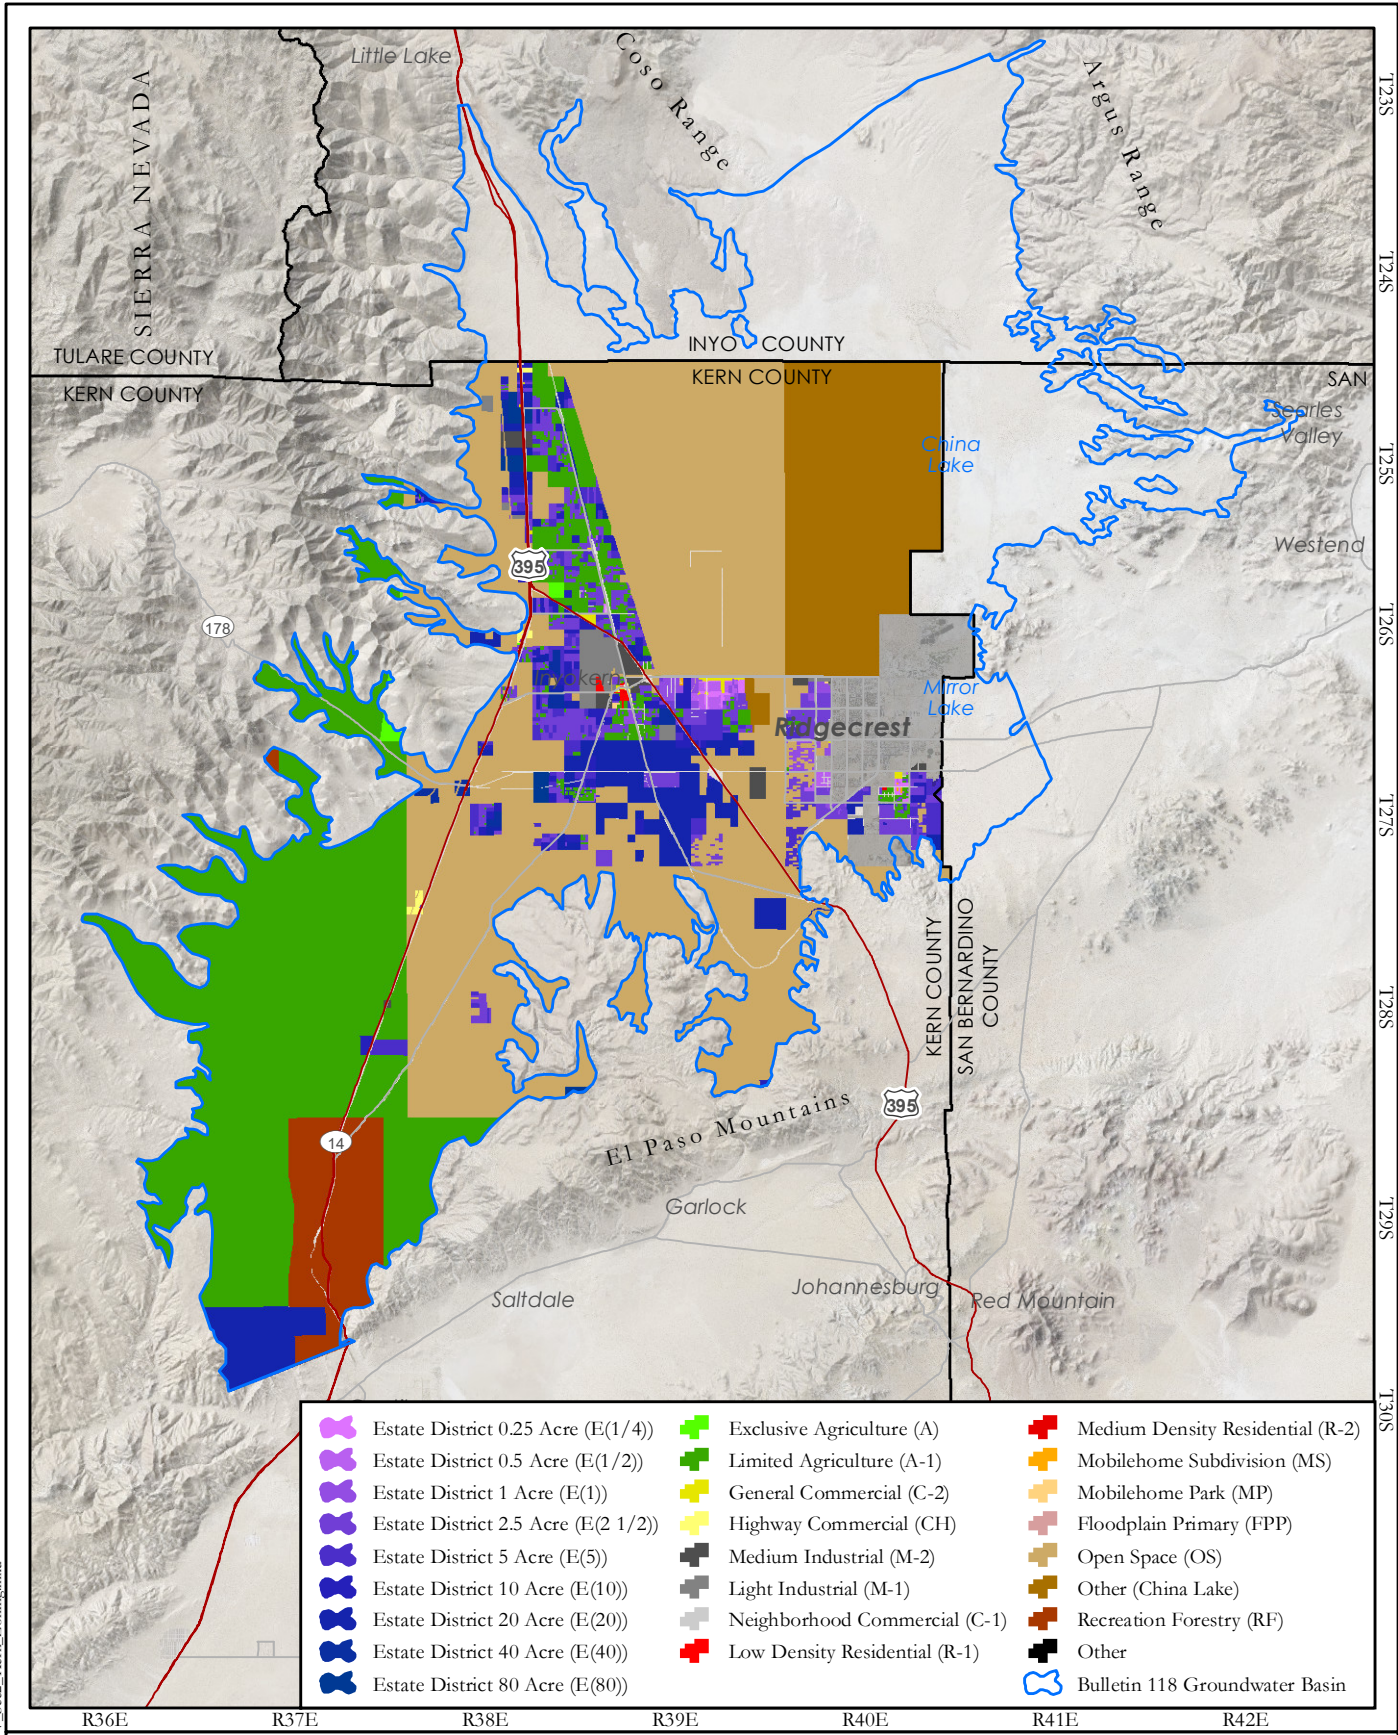 Little Lake
Coso Range
Argus Range
SIERRA NEVADA
T23S
T24S
INYO COUNTY
TULARE COUNTY
KERN COUNTY
KERN COUNTY
SAN
Searles
Valley
China
Lake
T25S
395
Westend
178
T26S
Inyokern
Mirror
Lake
Ridgecrest
T27S
KERN COUNTY
SAN BERNARDINO
COUNTY
T28S
El Paso Mountains
395
14
Garlock
T29S
Saltdale
Johannesburg
Red Mountain
T30S
Estate District 0.25 Acre (E(1/4))
Estate District 0.5 Acre (E(1/2))
Estate District 1 Acre (E(1))
Estate District 2.5 Acre (E(2 1/2))
Estate District 5 Acre (E(5))
Estate District 10 Acre (E(10))
Estate District 20 Acre (E(20))
Estate District 40 Acre (E(40))
Estate District 80 Acre (E(80))
Exclusive Agriculture (A)
Limited Agriculture (A-1)
General Commercial (C-2)
Highway Commercial (CH)
Medium Industrial (M-2)
Light Industrial (M-1)
Neighborhood Commercial (C-1)
Low Density Residential (R-1)
Medium Density Residential (R-2)
Mobilehome Subdivision (MS)
Mobilehome Park (MP)
Floodplain Primary (FPP)
Open Space (OS)
Other (China Lake)
Recreation Forestry (RF)
Other
Bulletin 118 Groundwater Basin
R36E
R37E
R38E
R39E
R40E
R41E
R42E